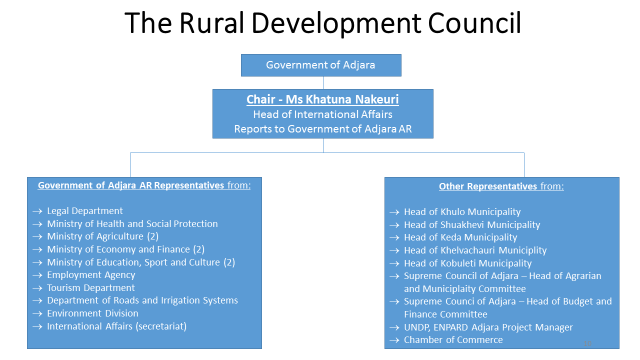 The Rural Development Council
Government of Adjara
Chair - Ms Khatuna Nakeuri
Head of International Affairs
Reports to Government of Adjara AR
Government of Adjara AR Representatives from:
→ Legal Department
→ Ministry of Health and Social Protection
→ Ministry of Agriculture (2)
→ Ministry of Economy and Finance (2)
→ Ministry of Education, Sport and Culture (2)
→ Employment Agency
→ Tourism Department
→ Department of Roads and Irrigation Systems
→ Environment Division
→ International Affairs (secretariat)
Other Representatives from:
→ Head of Khulo Municipality
→ Head of Shuakhevi Municipality
→ Head of Keda Municipality
→ Head of Khelvachauri Municiplity
→ Head of Kobuleti Municipality
→ Supreme Council of Adjara – Head of Agrarian
and Municiplaity Committee
→ Supreme Counci of Adjara – Head of Budget and
Finance Committee
→ UNDP, ENPARD Adjara Project Manager
→ Chamber of Commerce